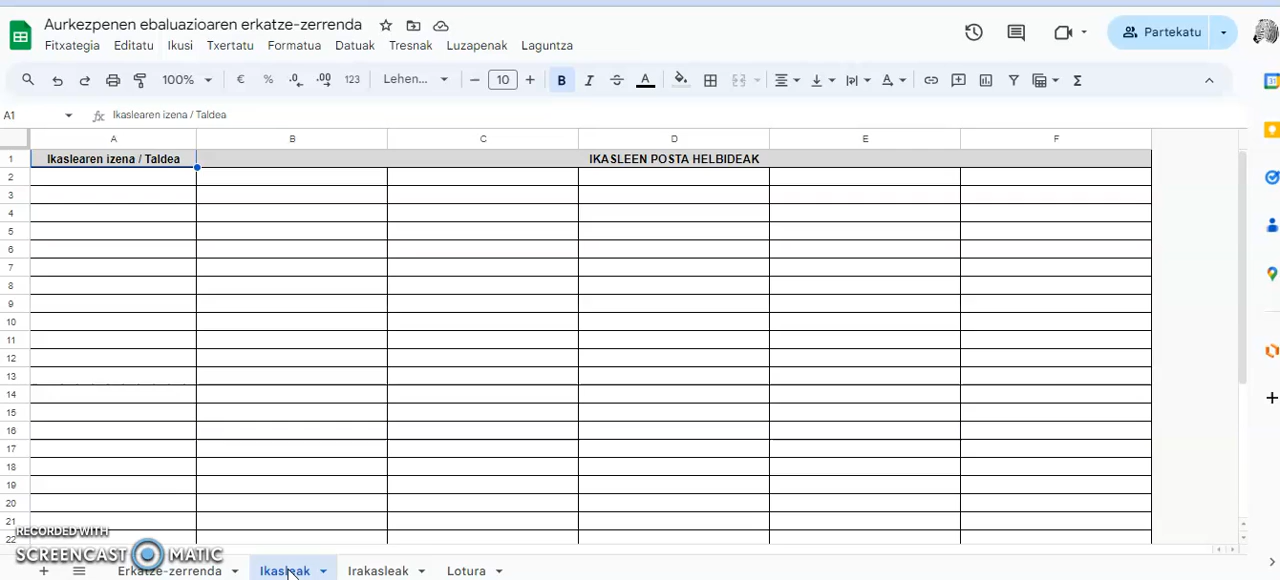 Aurkezpenen ebaluazioaren erkatze-zerrenda
Fitxategia Editatu Ikusi Txertatu Formatua Datuak Tresnak Luzapenak Laguntza
Partekatu
100% € % .0 .00 123 Lehen... 10 B I A
A1 Ikaslearen izena / Taldea
A B C D E F
1 Ikaslearen izena / Taldea IKASLEEN POSTA HELBIDEAK
2
3
4
5
6
7
8
9
10
11
12
13
14
15
16
17
18
19
20
21
22
RECORDED WITH
SCREENCAST MATIC
Erkatze-zerrenda Ikasleak Irakasleak Lotura